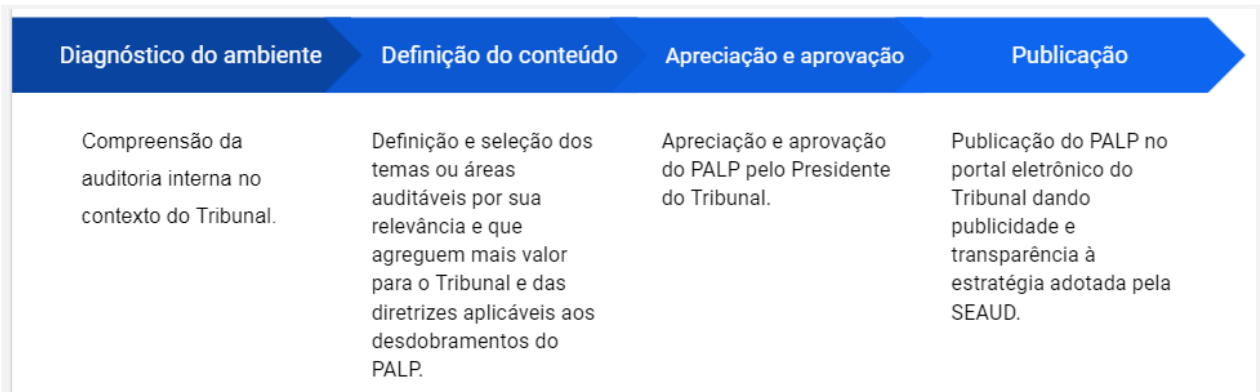 Diagnóstico do ambiente
Definição do conteúdo
Apreciação e aprovação
Publicação
Compreensão da
auditoria interna no
contexto do Tribunal.
Definição e seleção dos
temas ou áreas
auditáveis por sua
relevância e que
agreguem mais valor
para o Tribunal e das
diretrizes aplicáveis aos
desdobramentos do
PALP.
Apreciação e aprovação
do PALP pelo Presidente
do Tribunal.
Publicação do PALP no
portal eletrônico do
Tribunal dando
publicidade e
transparência à
estratégia adotada pela
SEAUD.